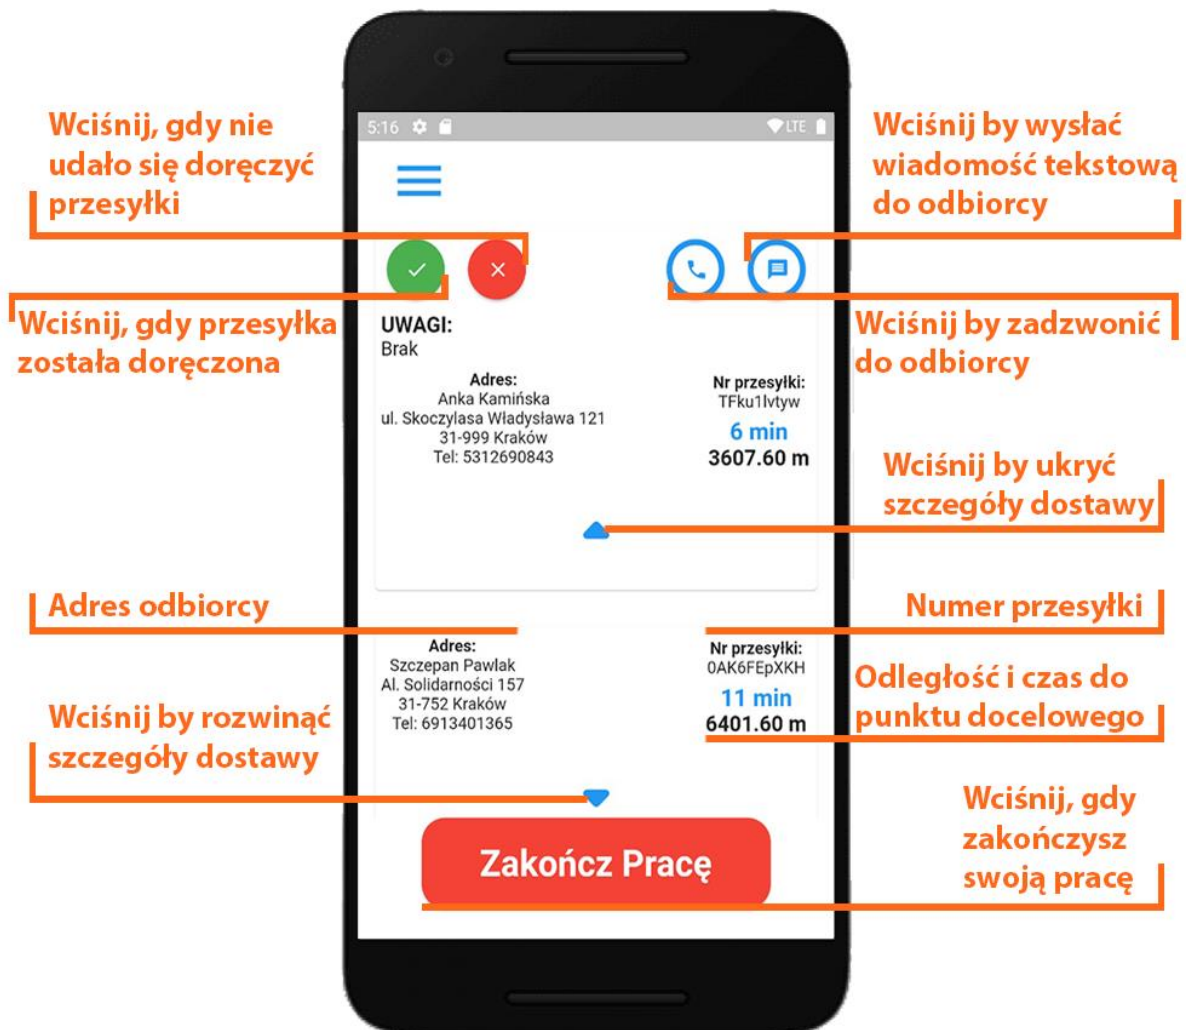 Wciśnij, gdy nie
udało się doręczyć
przesyłki
Wciśnij by wysłać
wiadomość tekstową
do odbiorcy
5:16
LTE
Wciśnij, gdy przesyłka
została doręczona
Wciśnij by zadzwonić
do odbiorcy
UWAGI:
Brak
Adres:
Anka Kamińska
ul. Skoczylasa Władysława 121
31-999 Kraków
Tel: 5312690843
Nr przesyłki:
TFku1lvtyw
6 min
3607.60 m
Wciśnij by ukryć
szczegóły dostawy
Adres odbiorcy
Numer przesyłki
Adres:
Szczepan Pawlak
Al. Solidarności 157
31-752 Kraków
Tel: 6913401365
Nr przesyłki:
0AK6FEpXKH
11 min
6401.60 m
Odległość i czas do
punktu docelowego
Wciśnij by rozwinąć
szczegóły dostawy
Zakończ Pracę
Wciśnij, gdy
zakończysz
swoją pracę